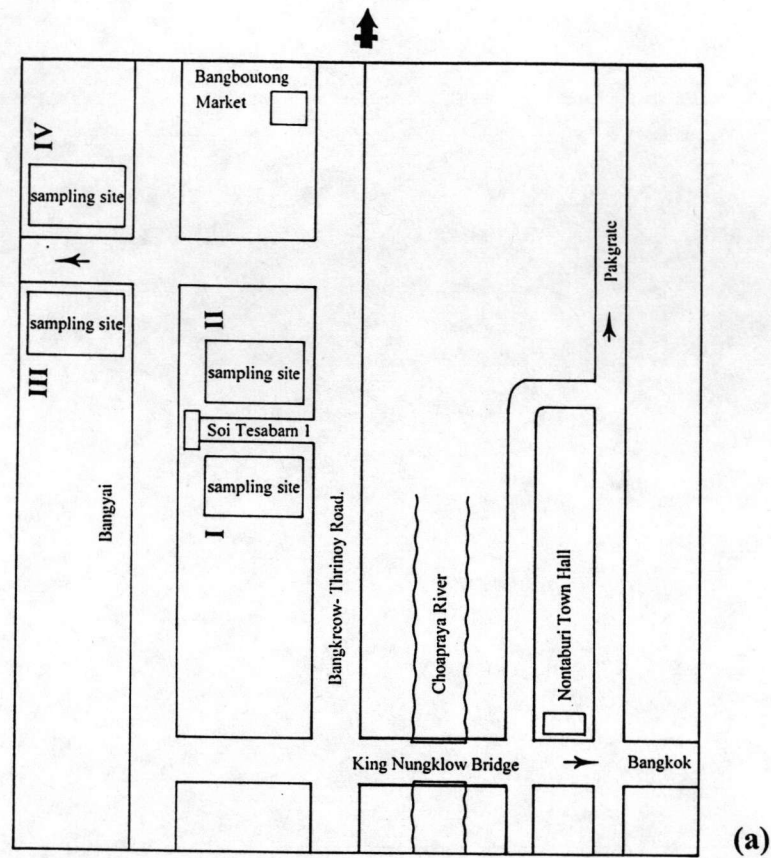 Bangboutong
Market
IV
sampling site
sampling site
III
II
sampling site
Soi Tesabarn 1
sampling site
I
Bangyai
Bangkrcow- Thrinoy Road.
Choapraya River
Nontaburi Town Hall
Pakgrate
King Nungklow Bridge
Bangkok
(a)